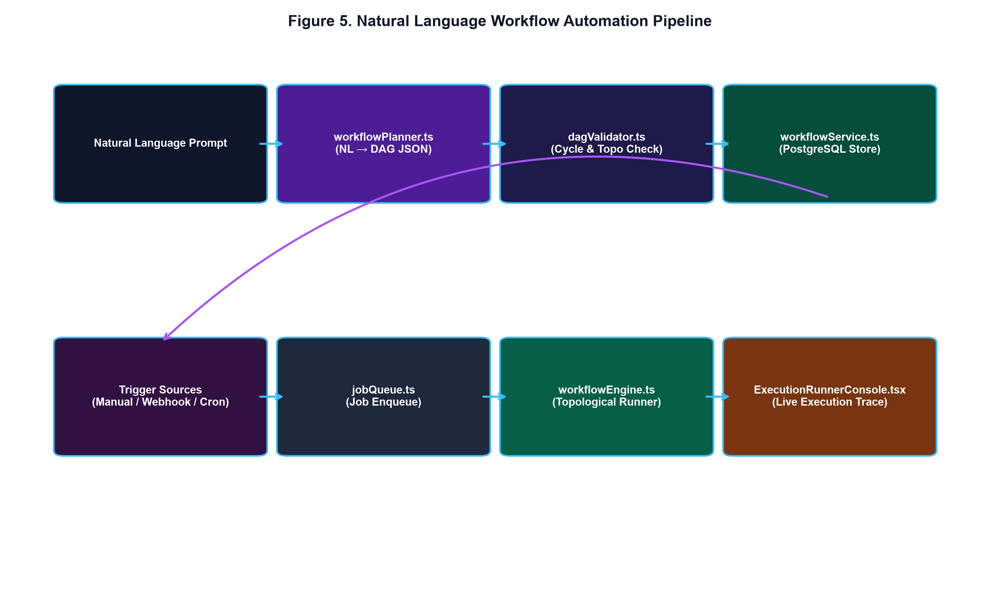 Figure 5. Natural Language Workflow Automation Pipeline
Natural Language Prompt
workflowPlanner.ts
(NL → DAG JSON)
dagValidator.ts
(Cycle & Topo Check)
workflowService.ts
(PostgreSQL Store)
Trigger Sources
(Manual / Webhook / Cron)
jobQueue.ts
(Job Enqueue)
workflowEngine.ts
(Topological Runner)
ExecutionRunnerConsole.tsx
(Live Execution Trace)